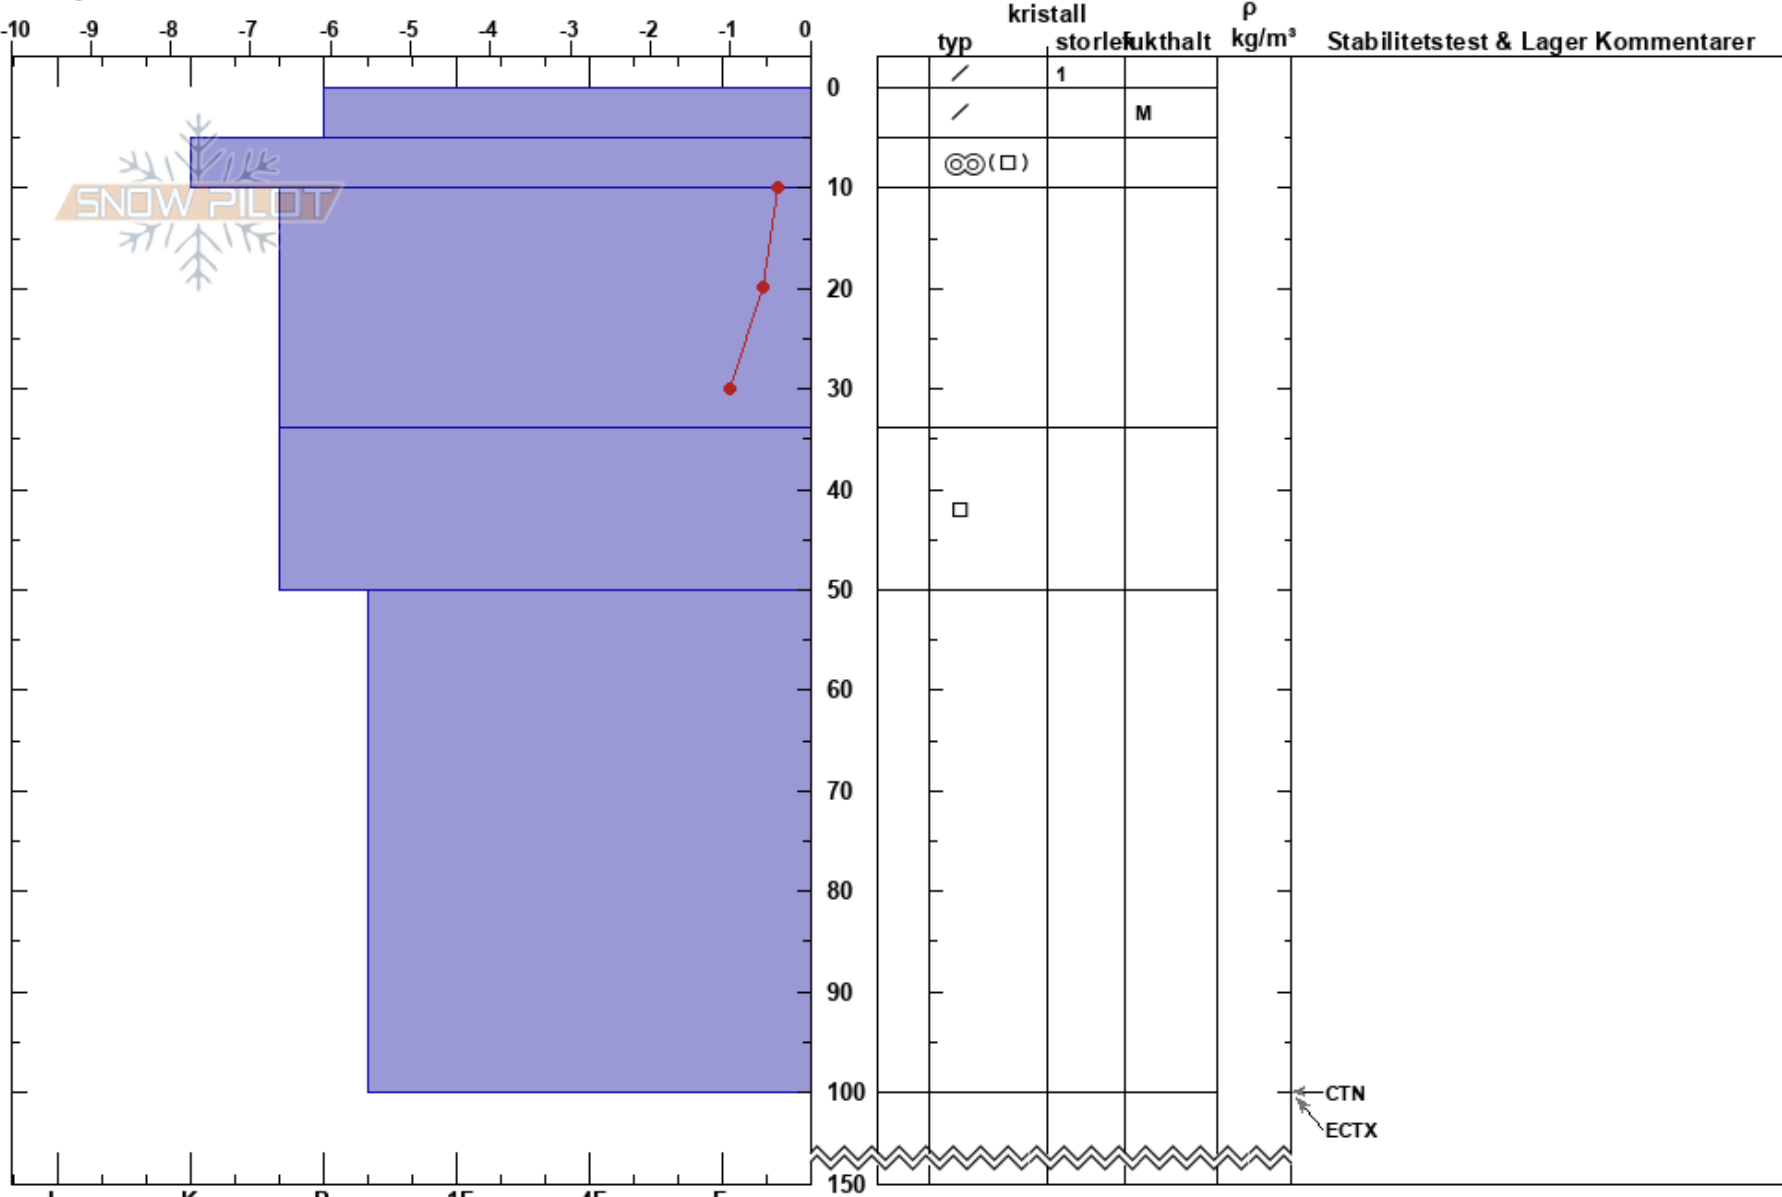 kristall ρ
-10 -9 -8 -7 -6 -5 -4 -3 -2 -1 0 typ storlek fukthalt kg/m³ Stabilitetstest & Lager Kommentarer
1
0
M
( )
10
SNOW PILOT
20
30
40
50
60
70
80
90
100 CTN
ECTX
150